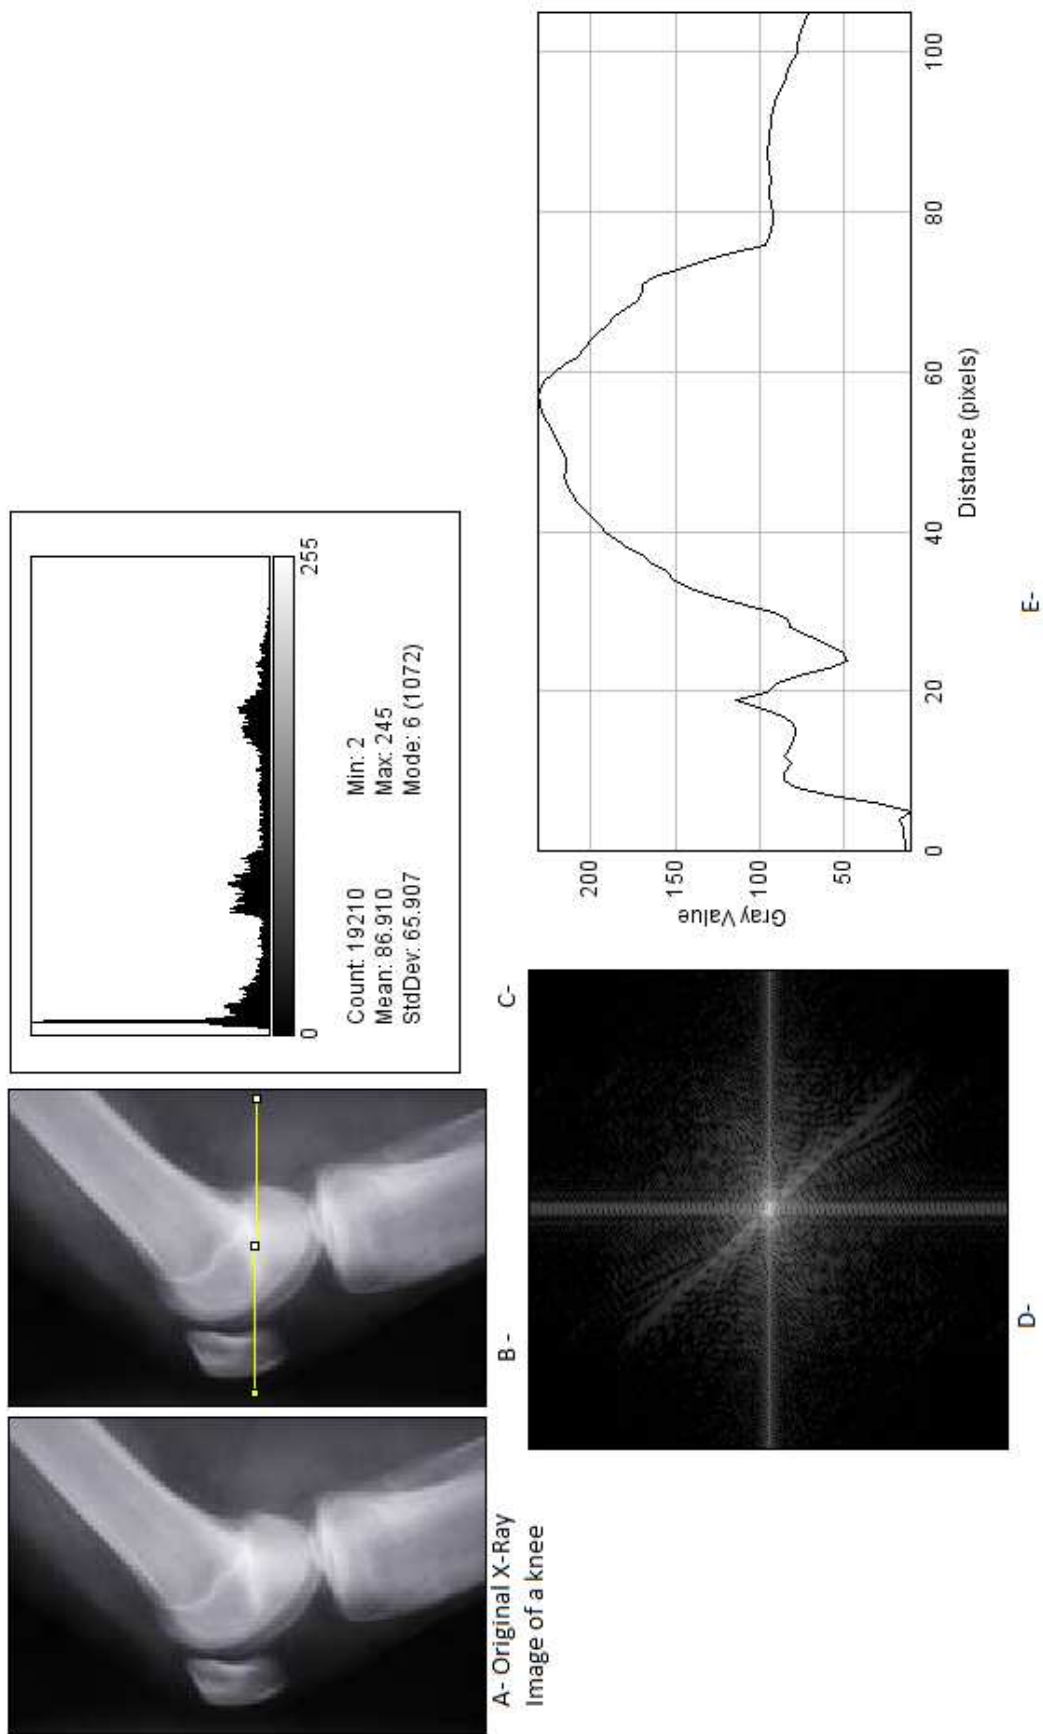 A- Original X-Ray
Image of a knee
B -
0
255
Count: 19210
Min: 2
Mean: 86.910
Max: 245
StdDev: 65.907
Mode: 6 (1072)
C-
D-
200
150
100
50
Gray Value
0
20
40
60
80
100
Distance (pixels)
E-